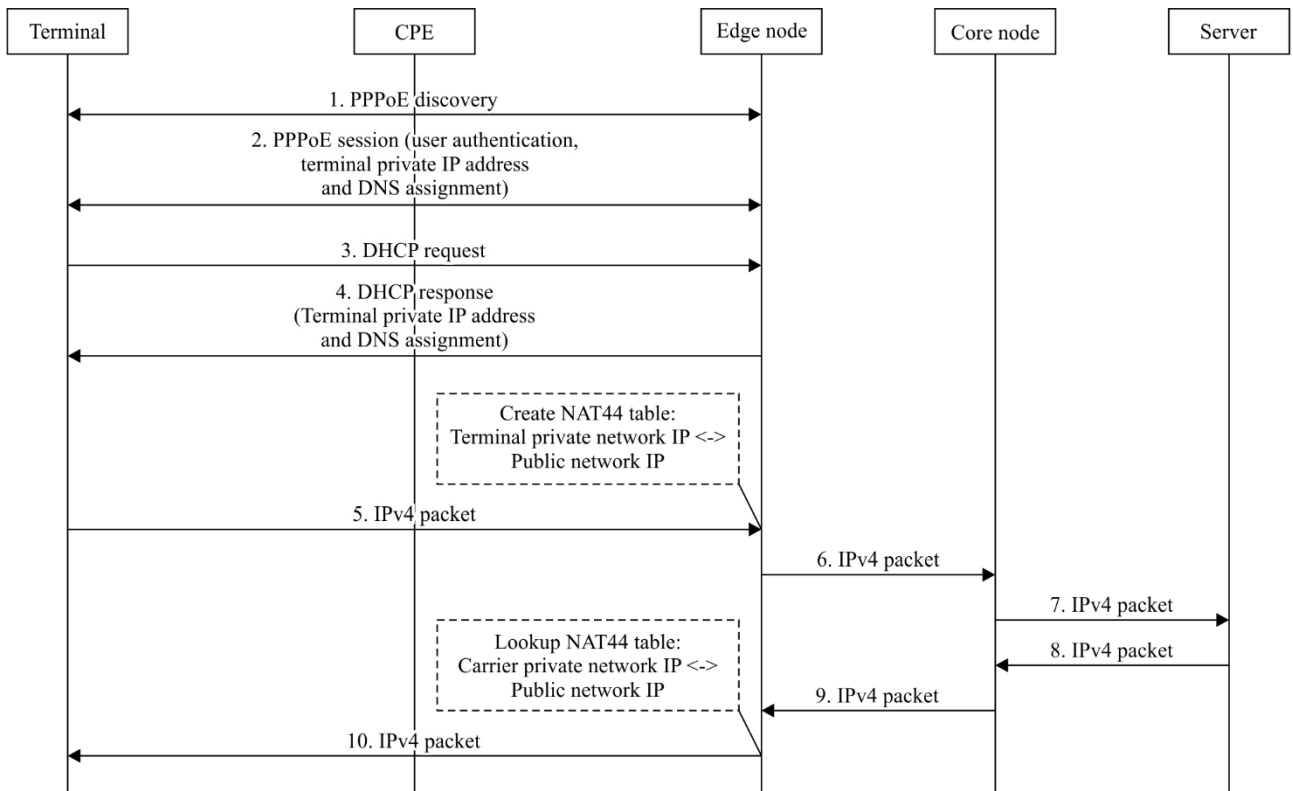 Terminal
CPE
Edge node
Core node
Server
1. PPPoE discovery
2. PPPoE session (user authentication,
terminal private IP address
and DNS assignment)
3. DHCP request
4. DHCP response
(Terminal private IP address
and DNS assignment)
Create NAT44 table:
Terminal private network IP <->
Public network IP
5. IPv4 packet
6. IPv4 packet
7. IPv4 packet
Lookup NAT44 table:
Carrier private network IP <->
Public network IP
8. IPv4 packet
9. IPv4 packet
10. IPv4 packet